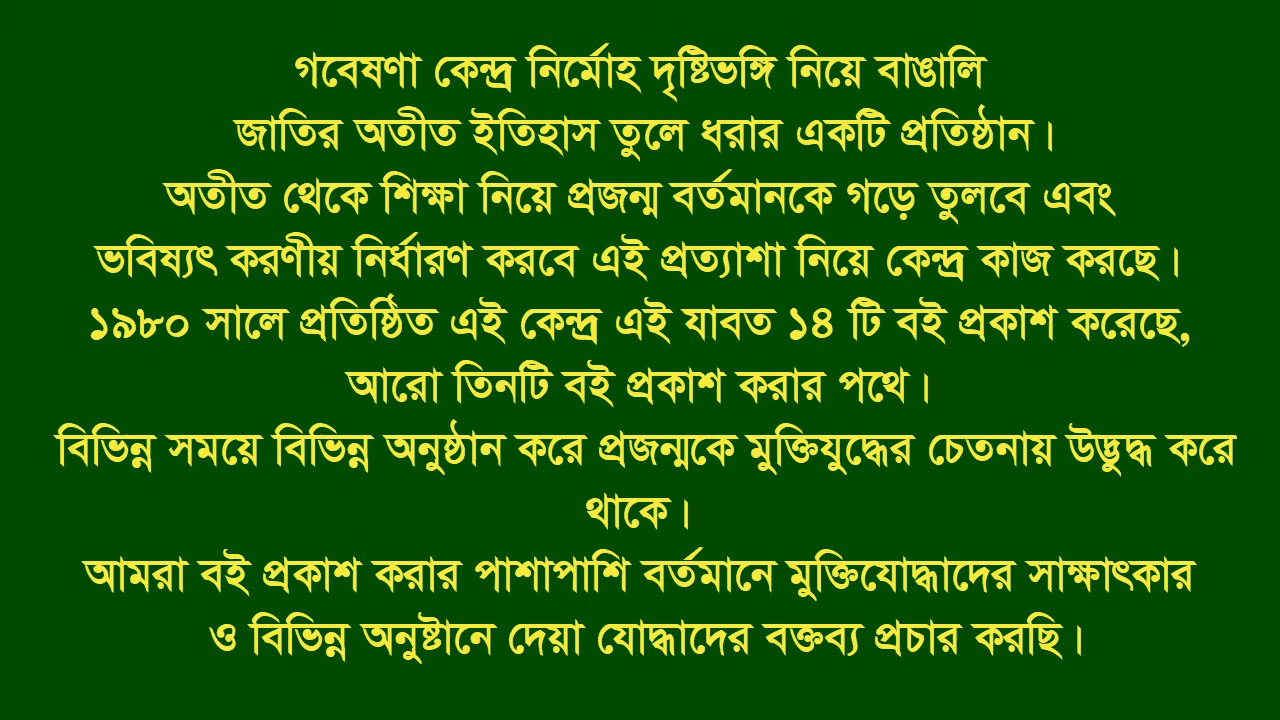 গবেষণা কেন্দ্র নির্মোহ দৃষ্টিভঙ্গি নিয়ে বাঙালি
জাতির অতীত ইতিহাস তুলে ধরার একটি প্রতিষ্ঠান।
অতীত থেকে শিক্ষা নিয়ে প্রজন্ম বর্তমানকে গড়ে তুলবে এবং
ভবিষ্যৎ করণীয় নির্ধারণ করবে এই প্রত্যাশা নিয়ে কেন্দ্র কাজ করছে।
১৯৮০ সালে প্রতিষ্ঠিত এই কেন্দ্র এই যাবত ১৪ টি বই প্রকাশ করেছে,
আরো তিনটি বই প্রকাশ করার পথে।
বিভিন্ন সময়ে বিভিন্ন অনুষ্ঠান করে প্রজন্মকে মুক্তিযুদ্ধের চেতনায় উদ্ভুদ্ধ করে
থাকে।
আমরা বই প্রকাশ করার পাশাপাশি বর্তমানে মুক্তিযোদ্ধাদের সাক্ষাৎকার
ও বিভিন্ন অনুষ্টানে দেয়া যোদ্ধাদের বক্তব্য প্রচার করছি।